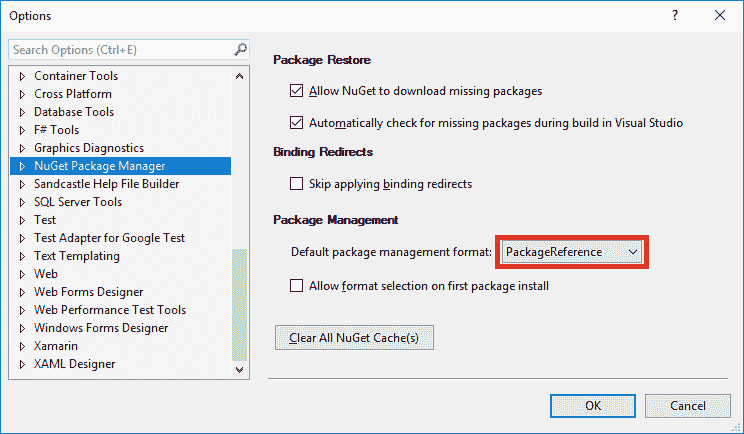 Options
Search Options (Ctrl+E)
Container Tools
Cross Platform
Database Tools
F# Tools
Graphics Diagnostics
NuGet Package Manager
Sandcastle Help File Builder
SQL Server Tools
Test
Test Adapter for Google Test
Text Templating
Web
Web Forms Designer
Web Performance Test Tools
Windows Forms Designer
Xamarin
XAML Designer
Package Restore
Allow NuGet to download missing packages
Automatically check for missing packages during build in Visual Studio
Binding Redirects
Skip applying binding redirects
Package Management
Default package management format: PackageReference
Allow format selection on first package install
Clear All NuGet Cache(s)
OK Cancel